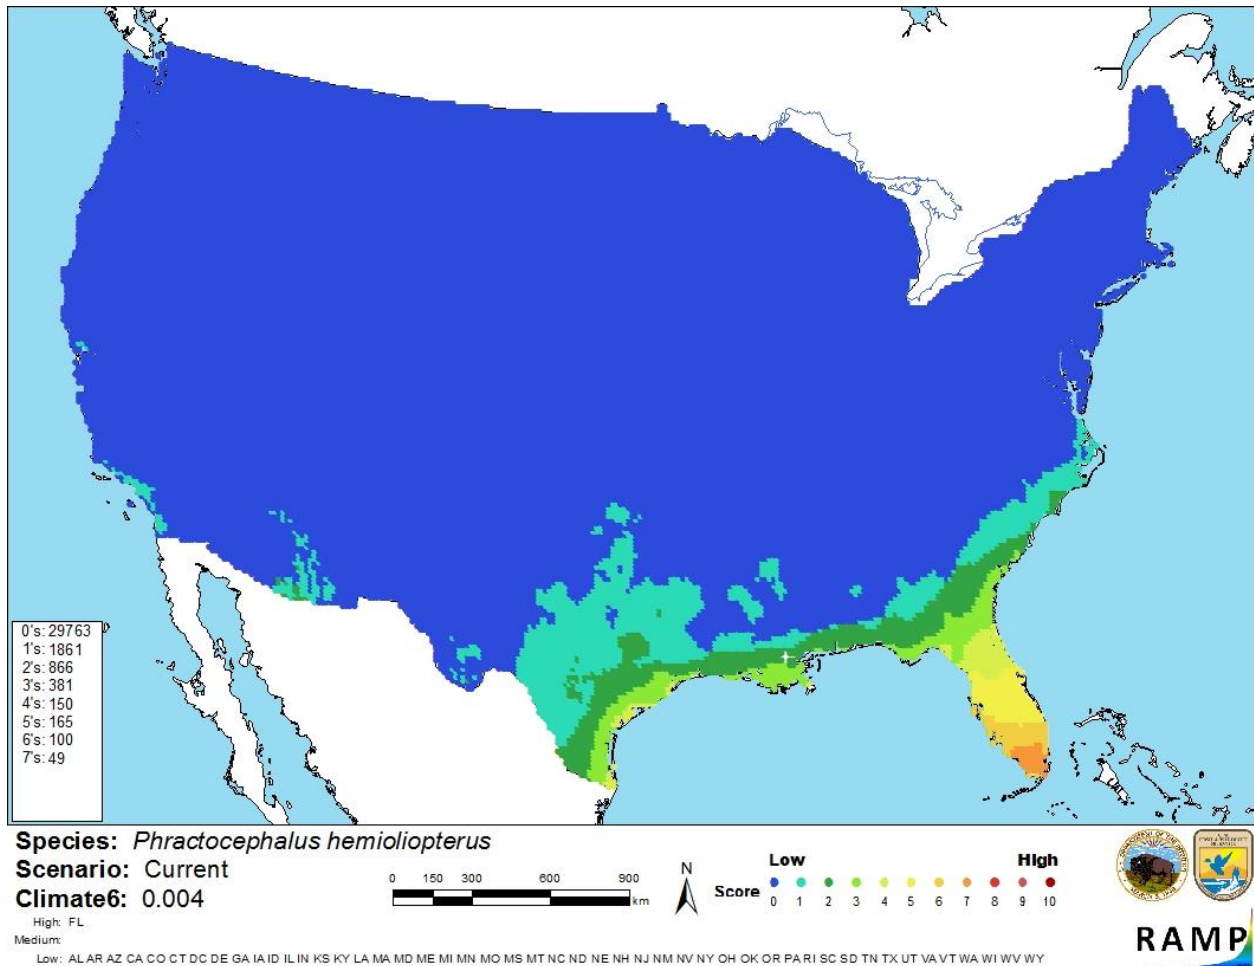 0's: 29763
1's: 1861
2's: 866
3's: 381
4's: 150
5's: 165
6's: 100
7's: 49
Species: Phractocephalus hemioliopterus
Scenario: Current
Climate6: 0.004
High: FL
Medium:
Low: AL AR AZ CA CO CT DC DE GA IA ID IL IN KS KY LA MA MD ME MI MN MO MS MT NC ND NE NH NJ NM NV NY OH OK OR PA RI SC SD TN TX UT VA VT WA WI WV WY
0 150 300 600 900
km
N
Low High
Score
0 1 2 3 4 5 6 7 8 9 10
RAMP